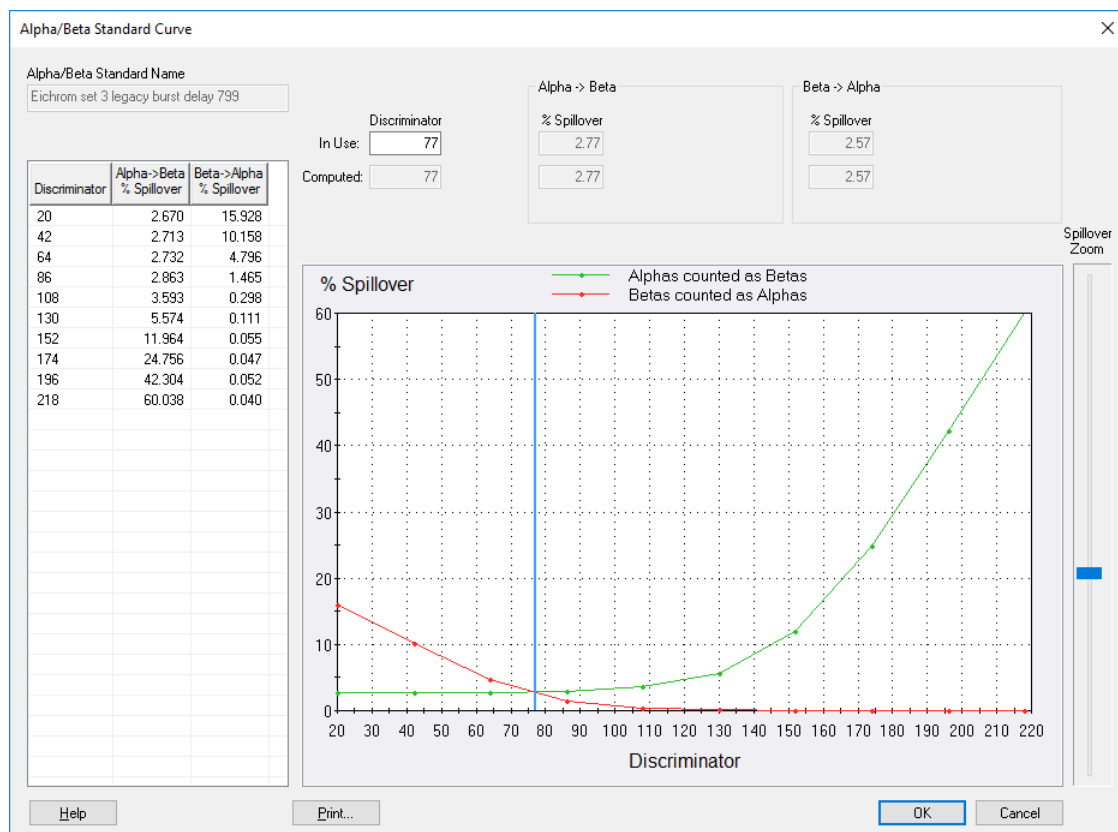 Alpha/Beta Standard Curve
Alpha/Beta Standard Name
Eichrom set 3 legacy burst delay 799
Discriminator
In Use: 77
Computed: 77
Alpha -> Beta
% Spillover
2.77
2.77
Beta -> Alpha
% Spillover
2.57
2.57
Discriminator Alpha->Beta % Spillover Beta->Alpha % Spillover
20 2.670 15.928
42 2.713 10.158
64 2.732 4.796
86 2.863 1.465
108 3.593 0.298
130 5.574 0.111
152 11.964 0.055
174 24.756 0.047
196 42.304 0.052
218 60.038 0.040
Spillover
Zoom
% Spillover
Alphas counted as Betas
Betas counted as Alphas
60
50
40
30
20
10
0
20 30 40 50 60 70 80 90 100 110 120 130 140 150 160 170 180 190 200 210 220
Discriminator
Help
Print...
OK
Cancel